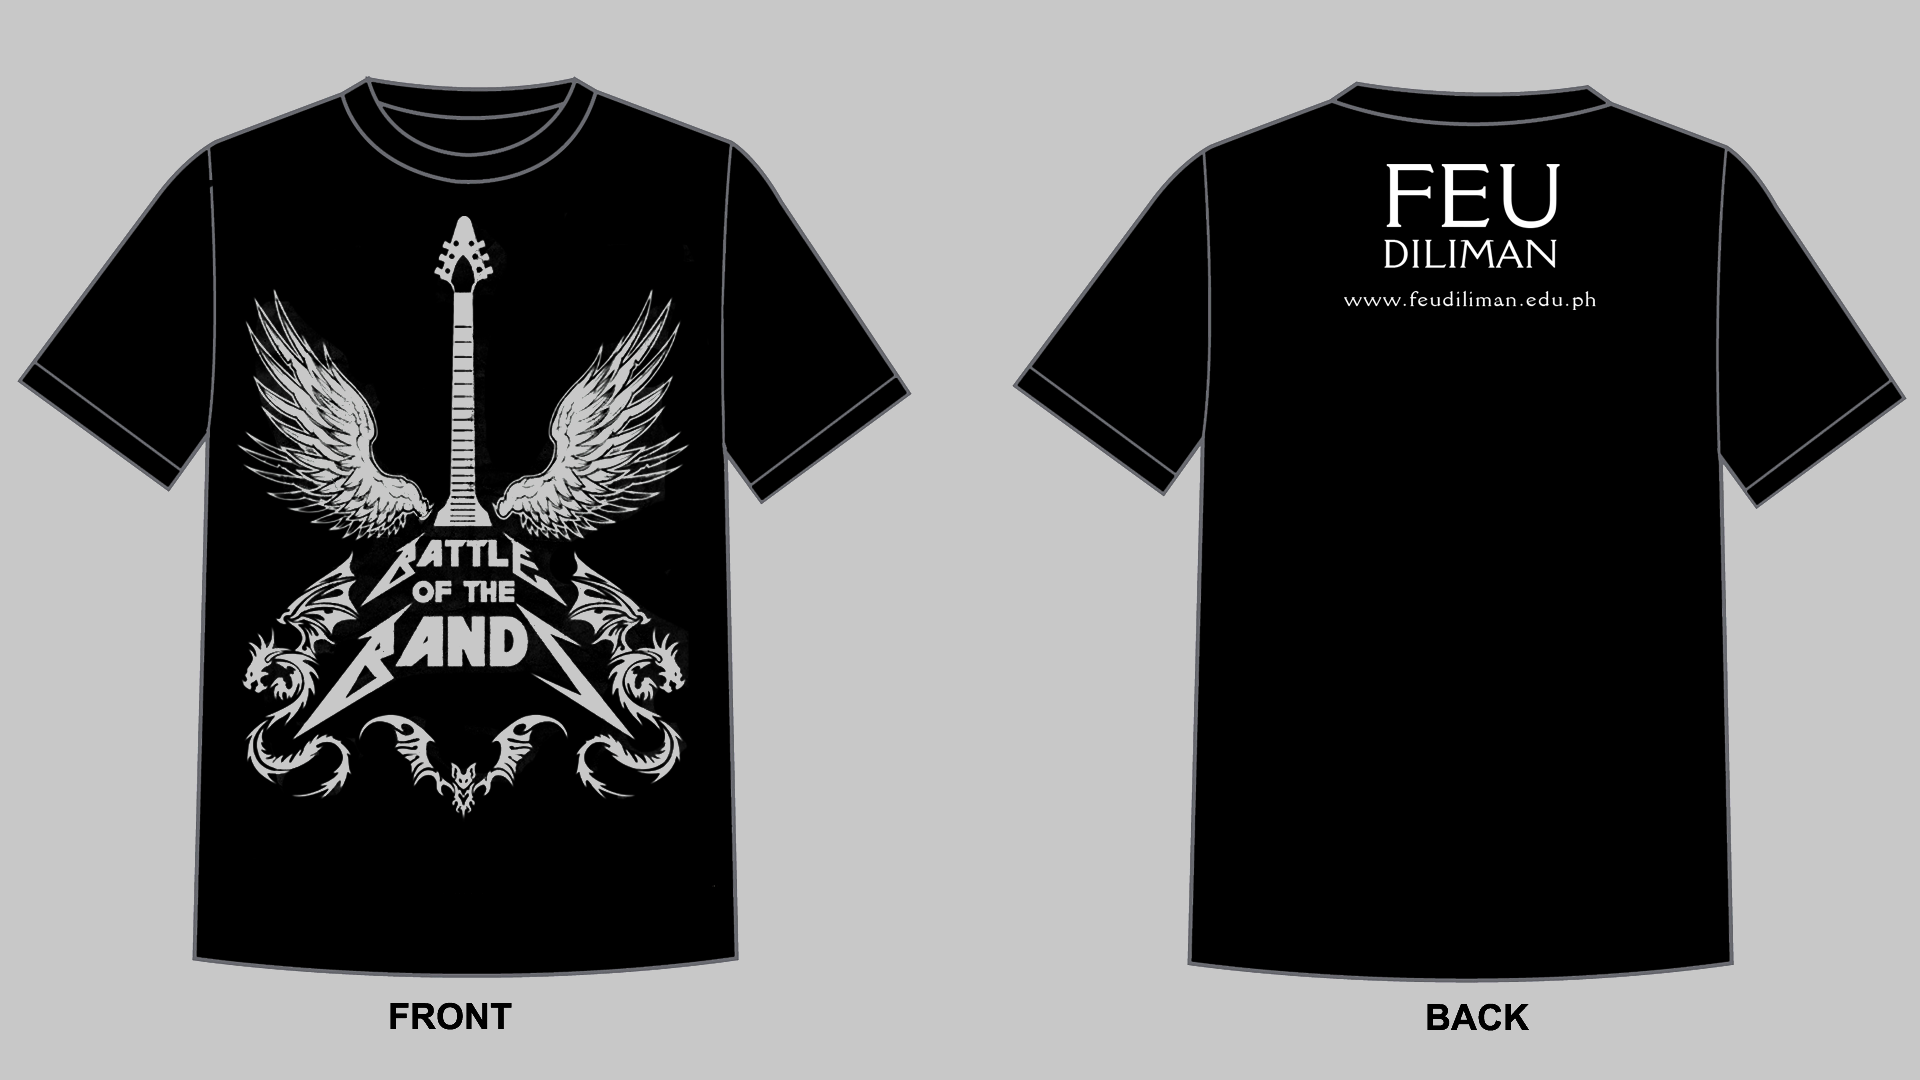 BATTLE
OF THE
BANDS
FRONT
FEU
DILIMAN
www.feudiliman.edu.ph
BACK